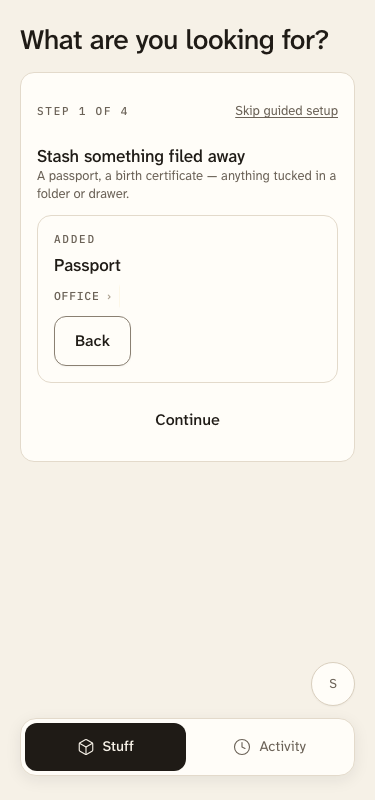 What are you looking for?
STEP 1 OF 4
Skip guided setup
Stash something filed away
A passport, a birth certificate — anything tucked in a
folder or drawer.
ADDED
Passport
OFFICE ›
Back
Continue
S
Stuff
Activity